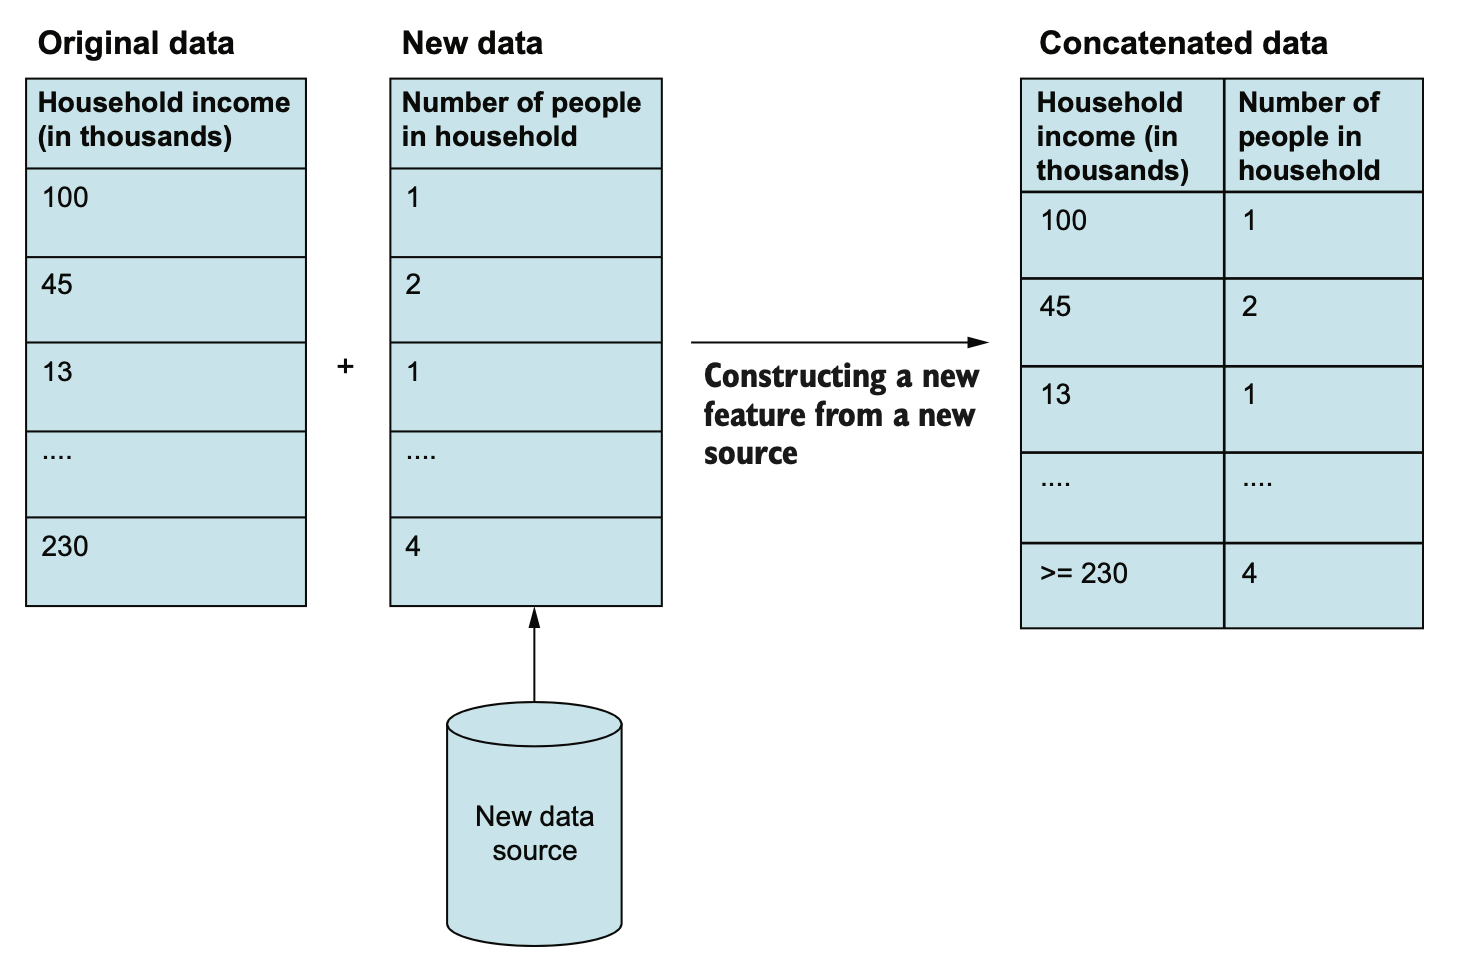 Original data
Household income
(in thousands)
100
45
13
....
230
+
New data
Number of people
in household
1
2
1
....
4
New data
source
Constructing a new
feature from a new
source
Concatenated data
Household
income (in
thousands)
Number of
people in
household
100
1
45
2
13
1
....
....
>= 230
4